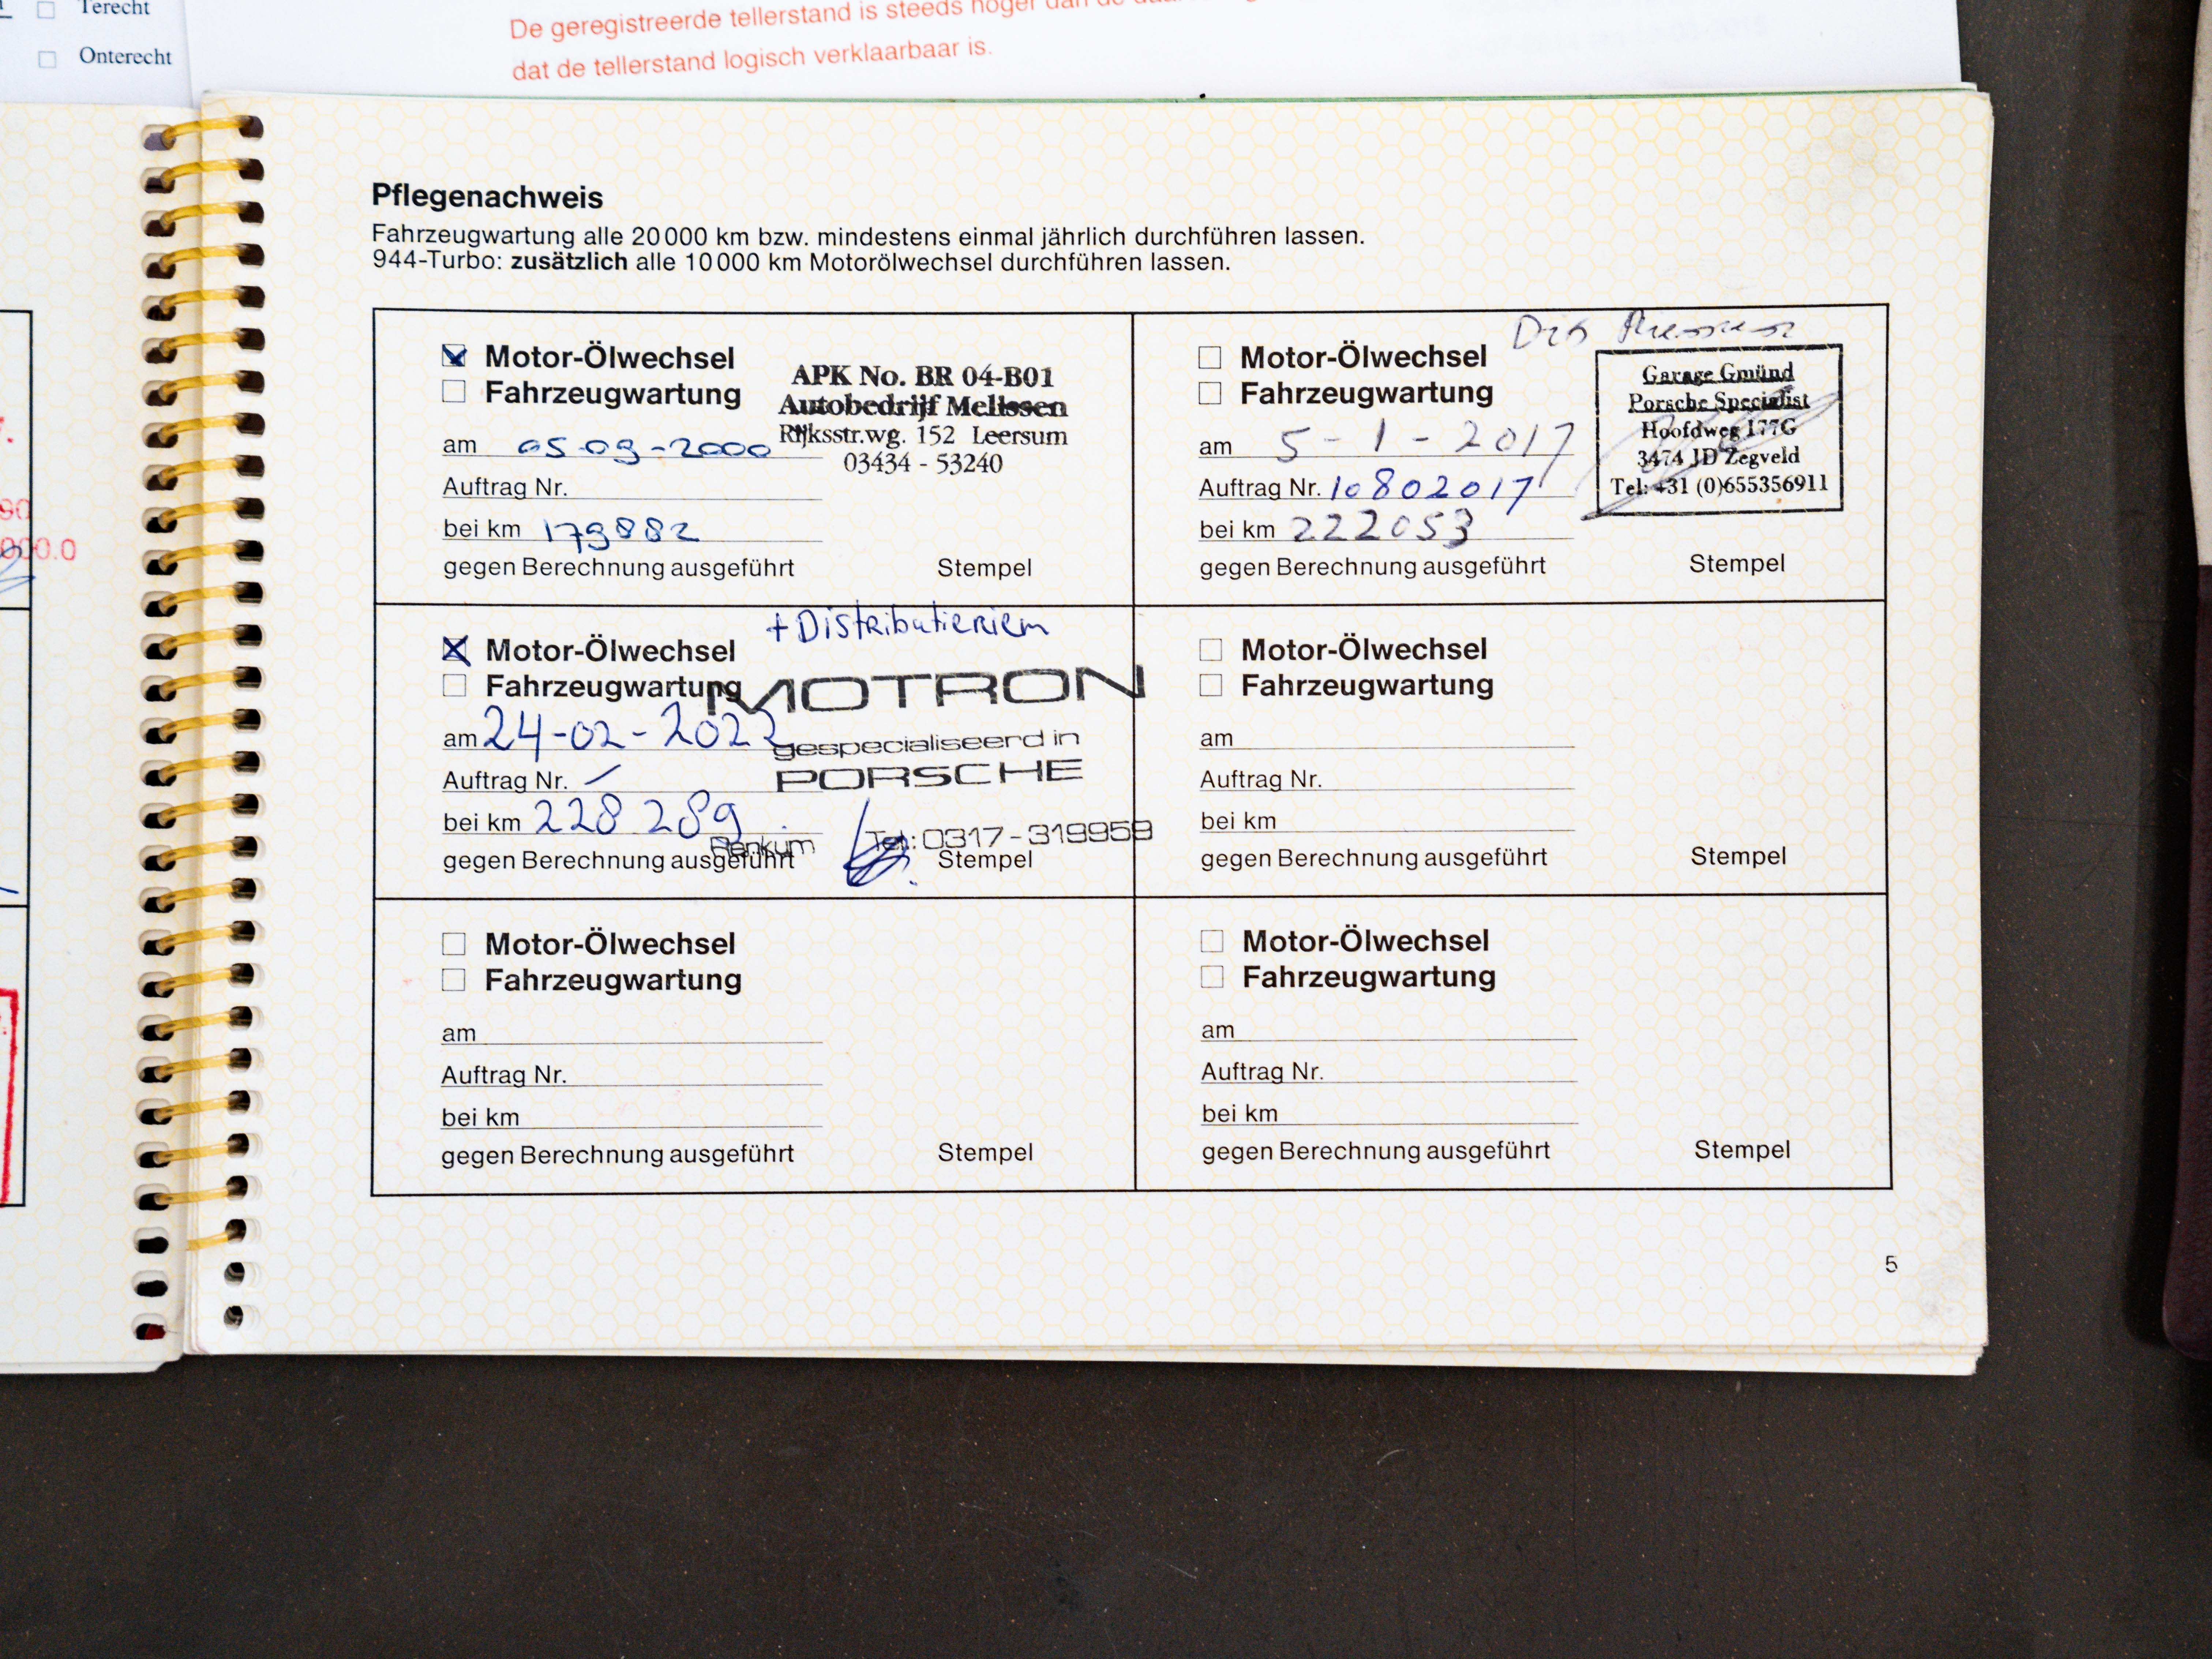 Terecht
Onterecht
De geregistreerde tellerstand is steeds hoger dan de
dat de tellerstand logisch verklaarbaar is.
Pflegenachweis
Fahrzeugwartung alle 20 000 km bzw. mindestens einmal jährlich durchführen lassen.
944-Turbo: zusätzlich alle 10 000 km Motorölwechsel durchführen lassen.
Motor-Ölwechsel
Fahrzeugwartung
APK No. BR 04-B01
Autobedrijf Melissen
Rijksstr.wg. 152 Leersum
03434 - 53240
am 05-09-2000
Auftrag Nr.
bei km 179882
gegen Berechnung ausgeführt Stempel
Motor-Ölwechsel
Fahrzeugwartung
Garage Gmünd
Porsche Specialist
Hoofdweg 177G
3474 JD Zegveld
Tel: +31 (0)655356911
am 5-1-2017
Auftrag Nr. 10802017
bei km 222053
gegen Berechnung ausgeführt Stempel
+ Distributieriem
Motor-Ölwechsel
Fahrzeugwartung
MOTRON
gespecialiseerd in
PORSCHE
Renkum Tel.: 0317-319959
am 24-02-2022
Auftrag Nr. /
bei km 228 289
gegen Berechnung ausgeführt Stempel
Motor-Ölwechsel
Fahrzeugwartung
am
Auftrag Nr.
bei km
gegen Berechnung ausgeführt Stempel
Motor-Ölwechsel
Fahrzeugwartung
am
Auftrag Nr.
bei km
gegen Berechnung ausgeführt Stempel
Motor-Ölwechsel
Fahrzeugwartung
am
Auftrag Nr.
bei km
gegen Berechnung ausgeführt Stempel
5